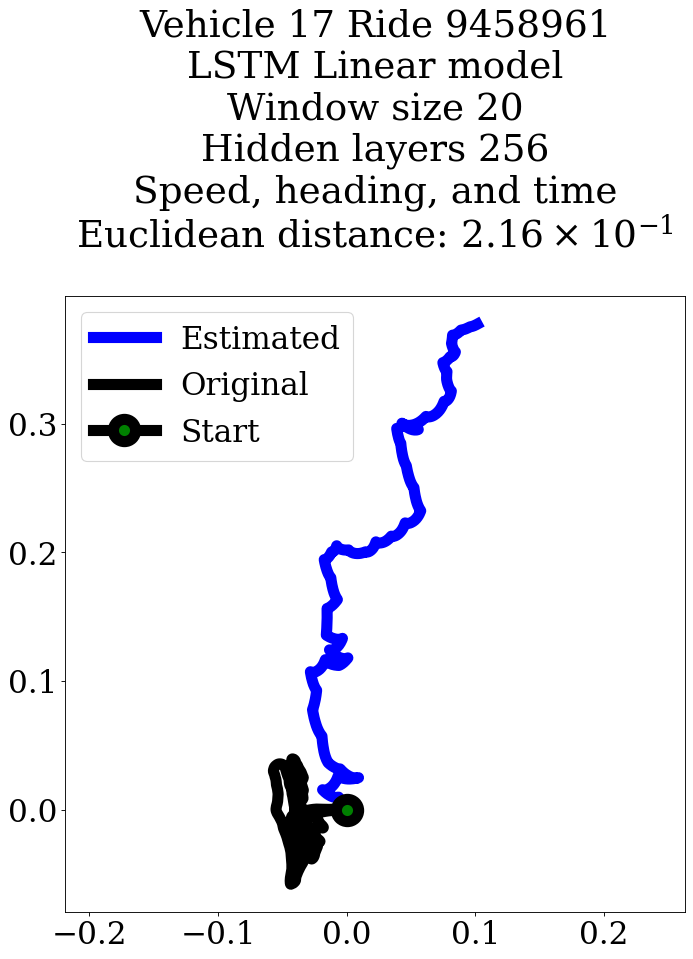 Vehicle 17 Ride 9458961
LSTM Linear model
Window size 20
Hidden layers 256
Speed, heading, and time
Euclidean distance: 2.16 × 10⁻¹
Estimated
Original
Start
0.3
0.2
0.1
0.0
−0.2 −0.1 0.0 0.1 0.2